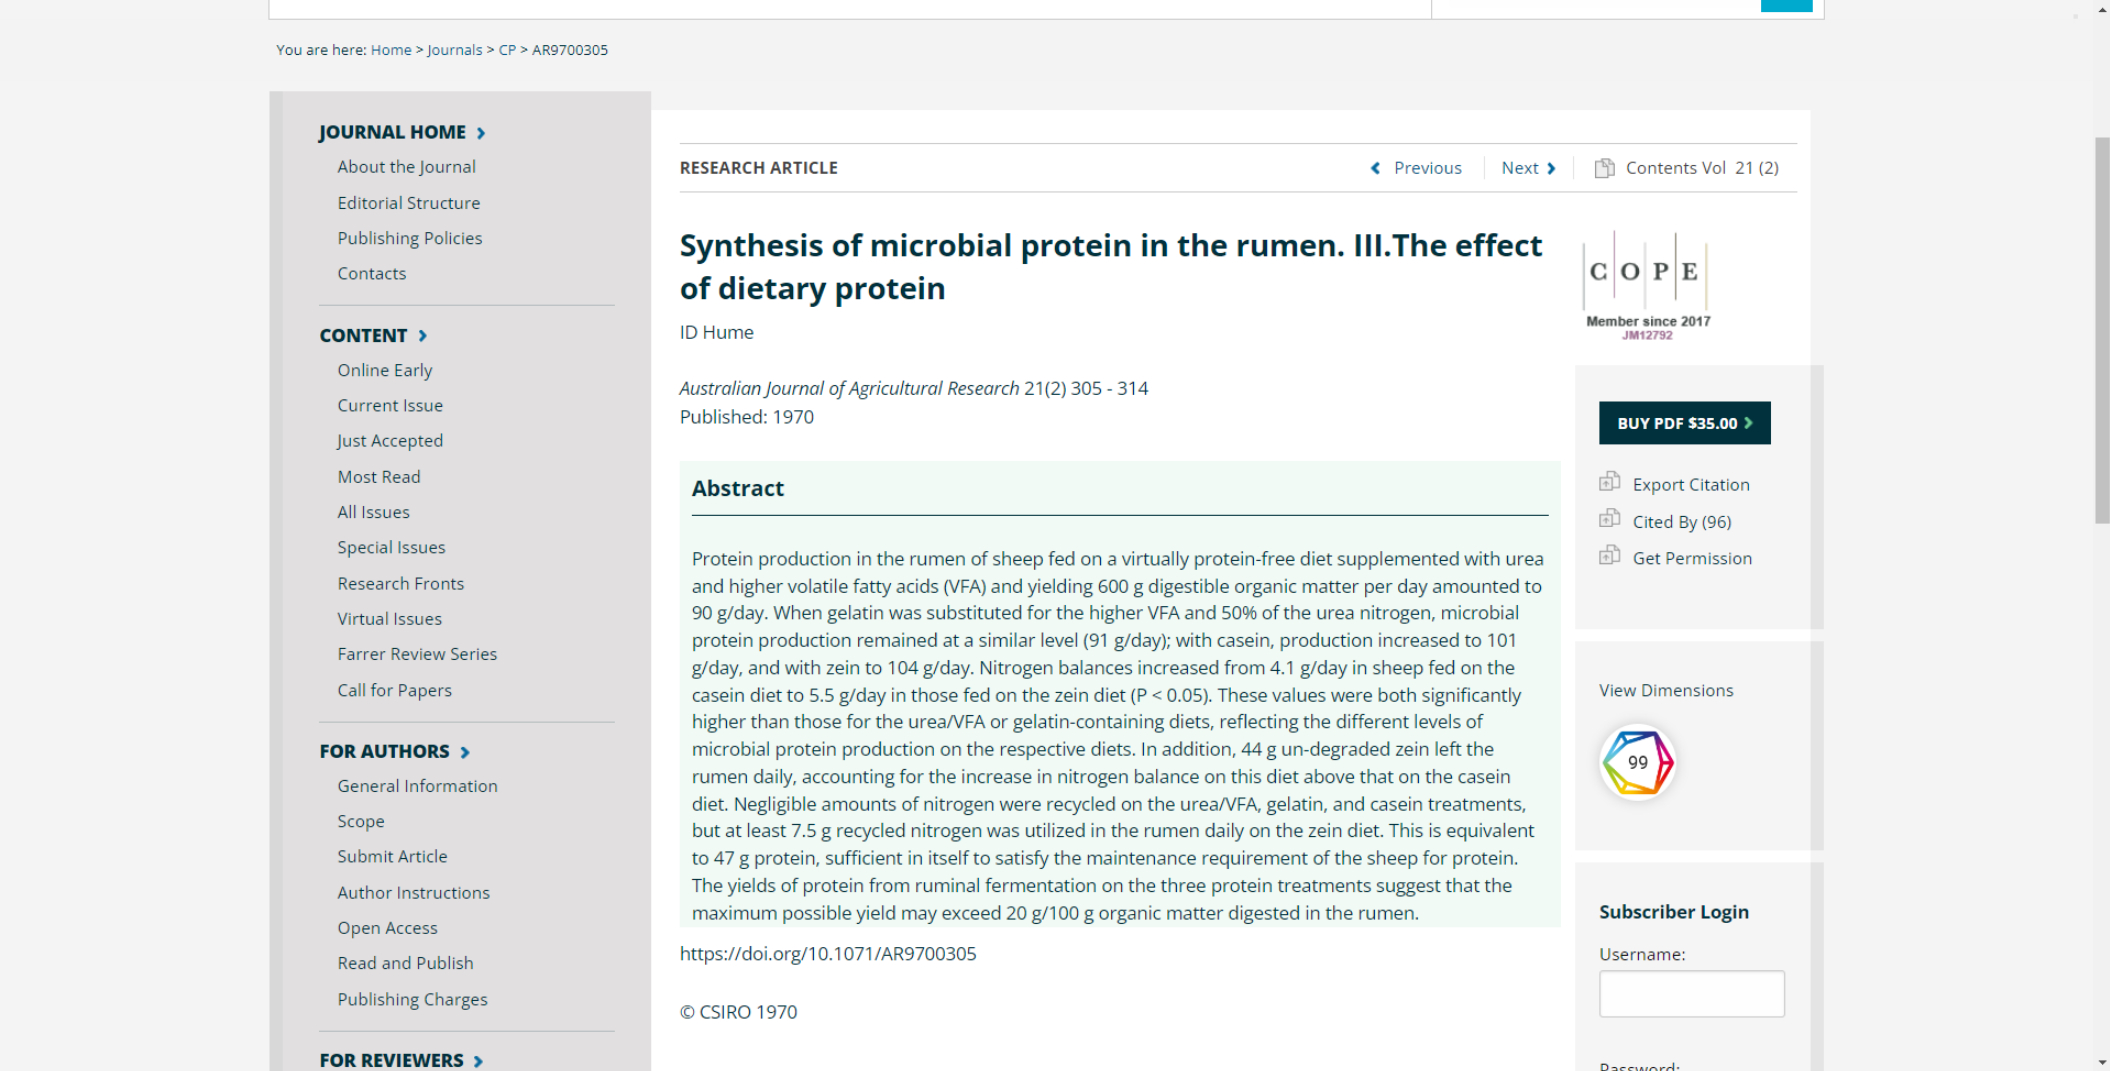 You are here: Home > Journals > CP > AR9700305
JOURNAL HOME
About the Journal
Editorial Structure
Publishing Policies
Contacts
CONTENT
Online Early
Current Issue
Just Accepted
Most Read
All Issues
Special Issues
Research Fronts
Virtual Issues
Farrer Review Series
Call for Papers
FOR AUTHORS
General Information
Scope
Submit Article
Author Instructions
Open Access
Read and Publish
Publishing Charges
FOR REVIEWERS
RESEARCH ARTICLE
Previous Next Contents Vol 21 (2)
Synthesis of microbial protein in the rumen. III.The effect
of dietary protein
ID Hume
Australian Journal of Agricultural Research 21(2) 305 - 314
Published: 1970
Abstract
Protein production in the rumen of sheep fed on a virtually protein-free diet supplemented with urea
and higher volatile fatty acids (VFA) and yielding 600 g digestible organic matter per day amounted to
90 g/day. When gelatin was substituted for the higher VFA and 50% of the urea nitrogen, microbial
protein production remained at a similar level (91 g/day); with casein, production increased to 101
g/day, and with zein to 104 g/day. Nitrogen balances increased from 4.1 g/day in sheep fed on the
casein diet to 5.5 g/day in those fed on the zein diet (P < 0.05). These values were both significantly
higher than those for the urea/VFA or gelatin-containing diets, reflecting the different levels of
microbial protein production on the respective diets. In addition, 44 g un-degraded zein left the
rumen daily, accounting for the increase in nitrogen balance on this diet above that on the casein
diet. Negligible amounts of nitrogen were recycled on the urea/VFA, gelatin, and casein treatments,
but at least 7.5 g recycled nitrogen was utilized in the rumen daily on the zein diet. This is equivalent
to 47 g protein, sufficient in itself to satisfy the maintenance requirement of the sheep for protein.
The yields of protein from ruminal fermentation on the three protein treatments suggest that the
maximum possible yield may exceed 20 g/100 g organic matter digested in the rumen.
https://doi.org/10.1071/AR9700305
© CSIRO 1970
COPE
Member since 2017
JM12792
BUY PDF $35.00
Export Citation
Cited By (96)
Get Permission
View Dimensions
99
Subscriber Login
Username:
Password: